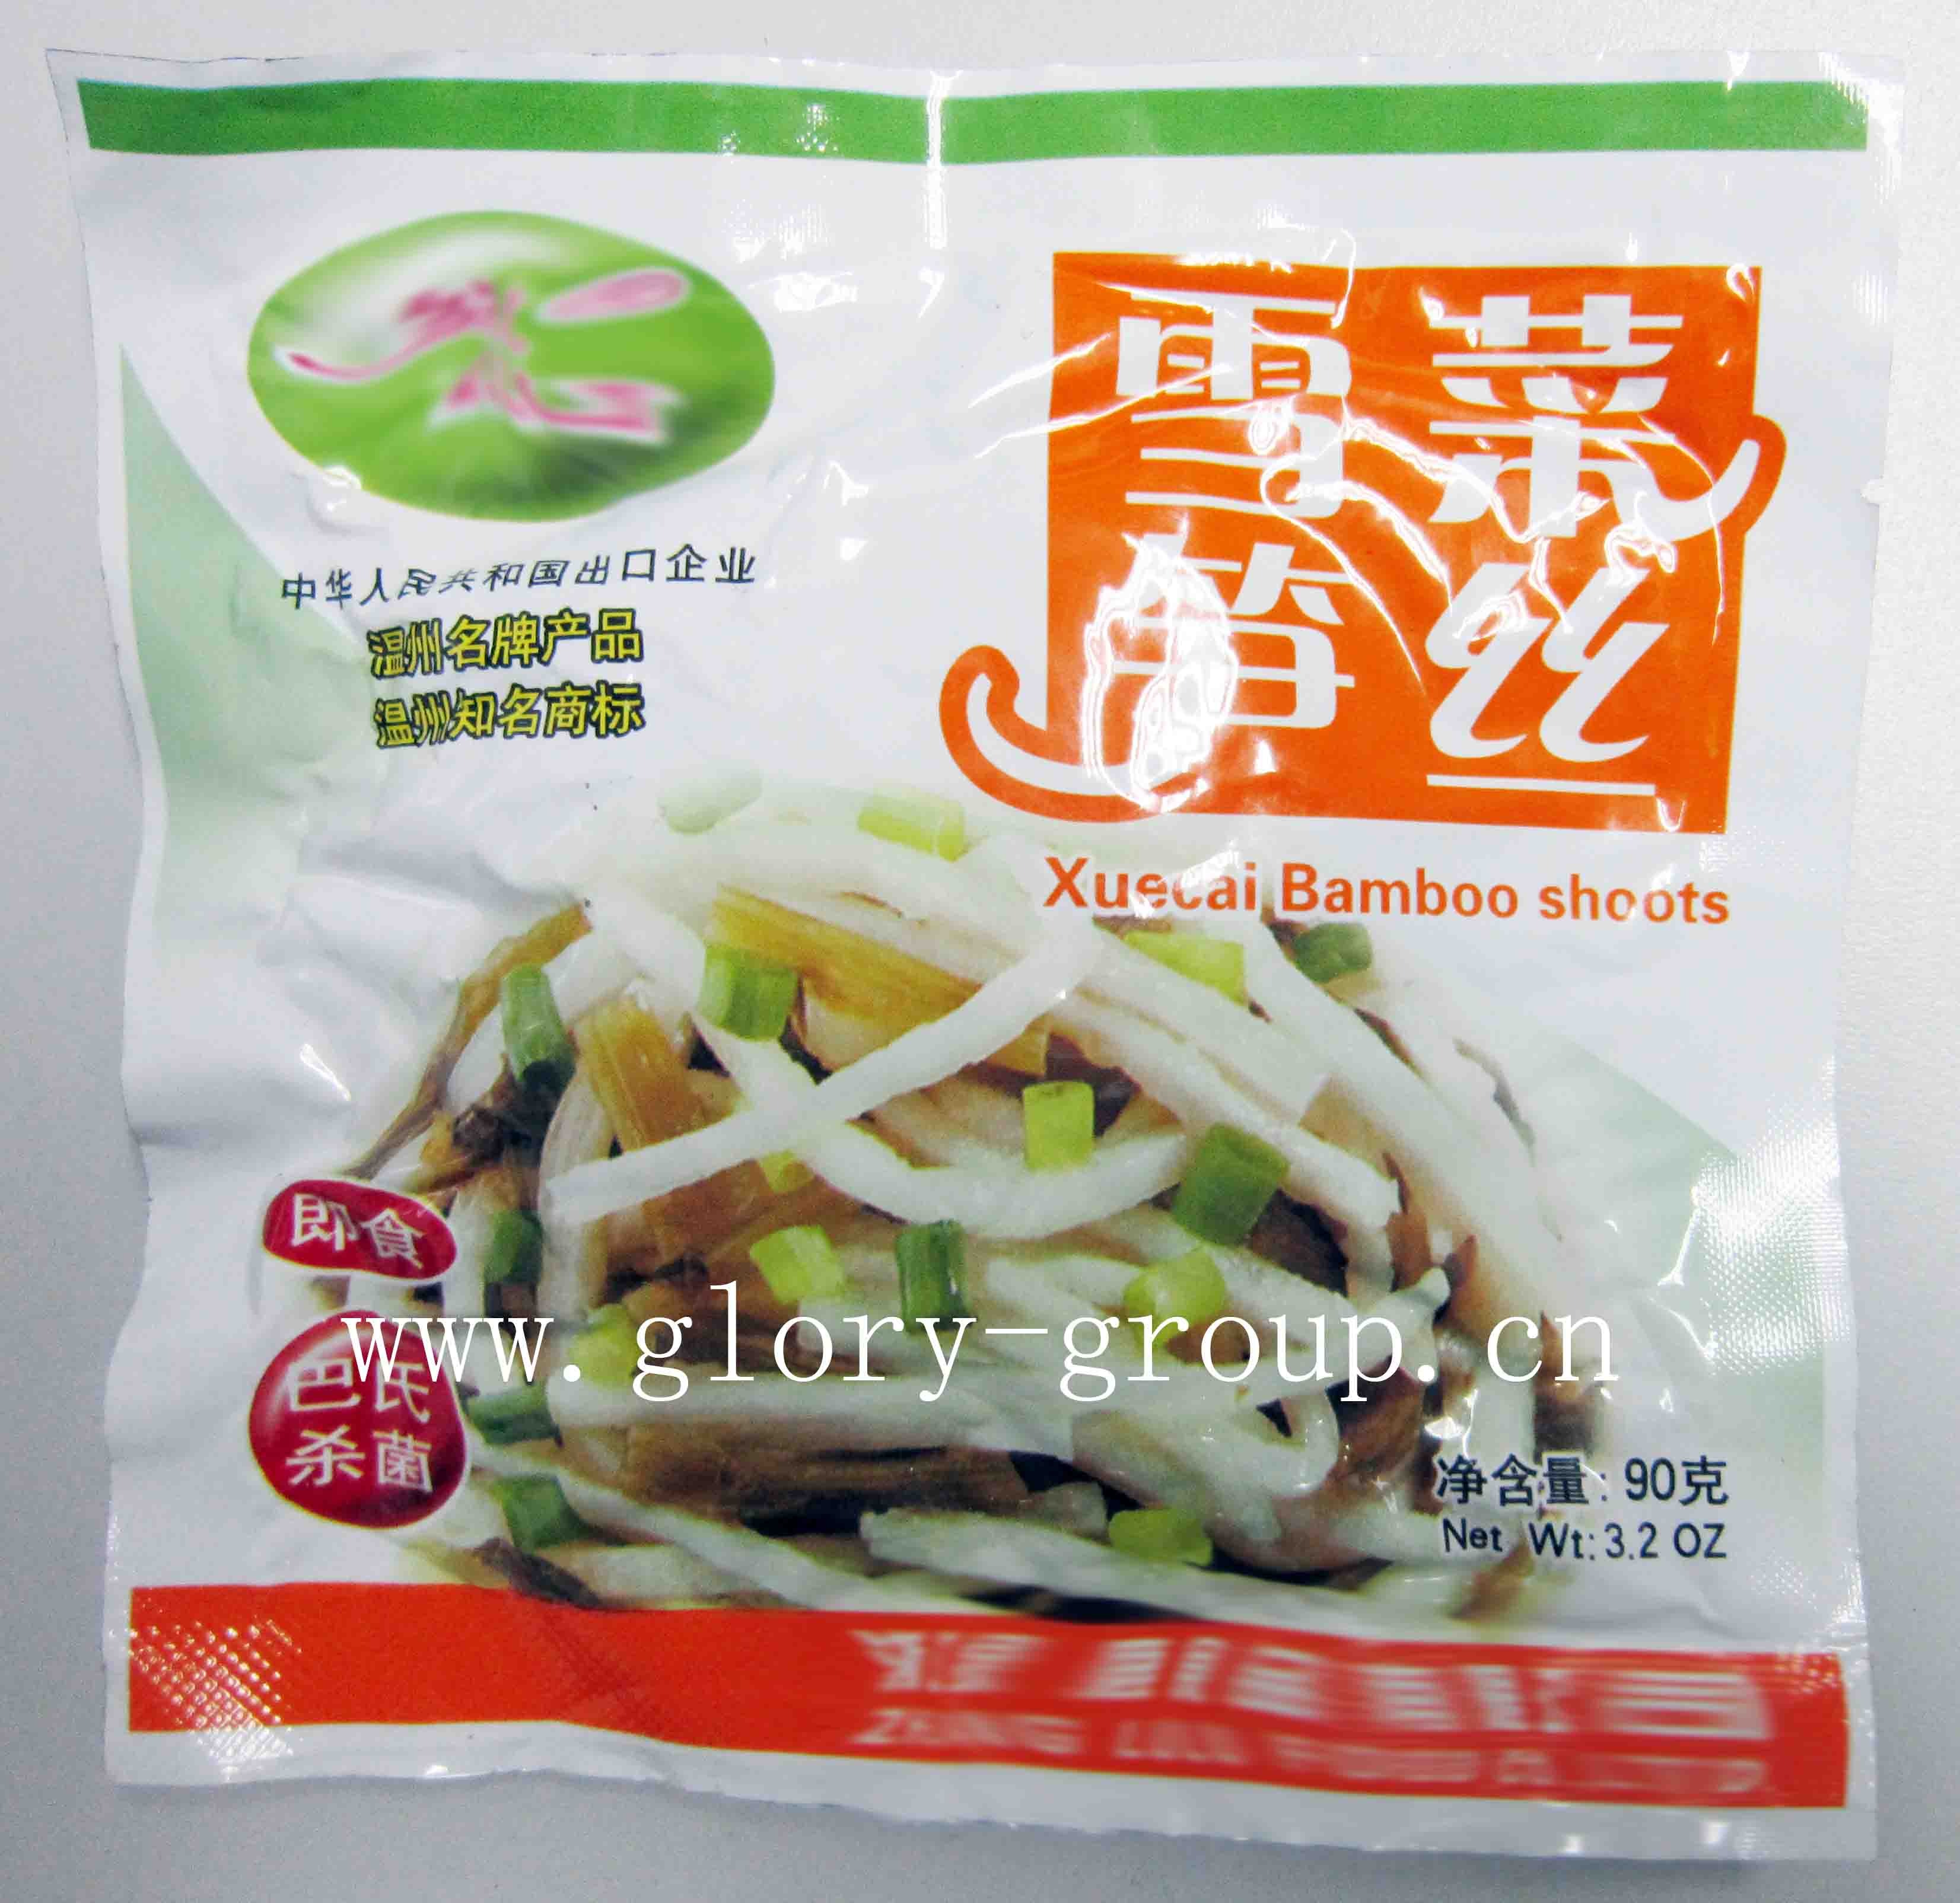 雪菜
笋丝
中华人民共和国出口企业
温州名牌产品
温州知名商标
Xuecai Bamboo shoots
即食
www.glory-group.cn
巴氏
杀菌
净含量:90克
Net Wt:3.2 OZ